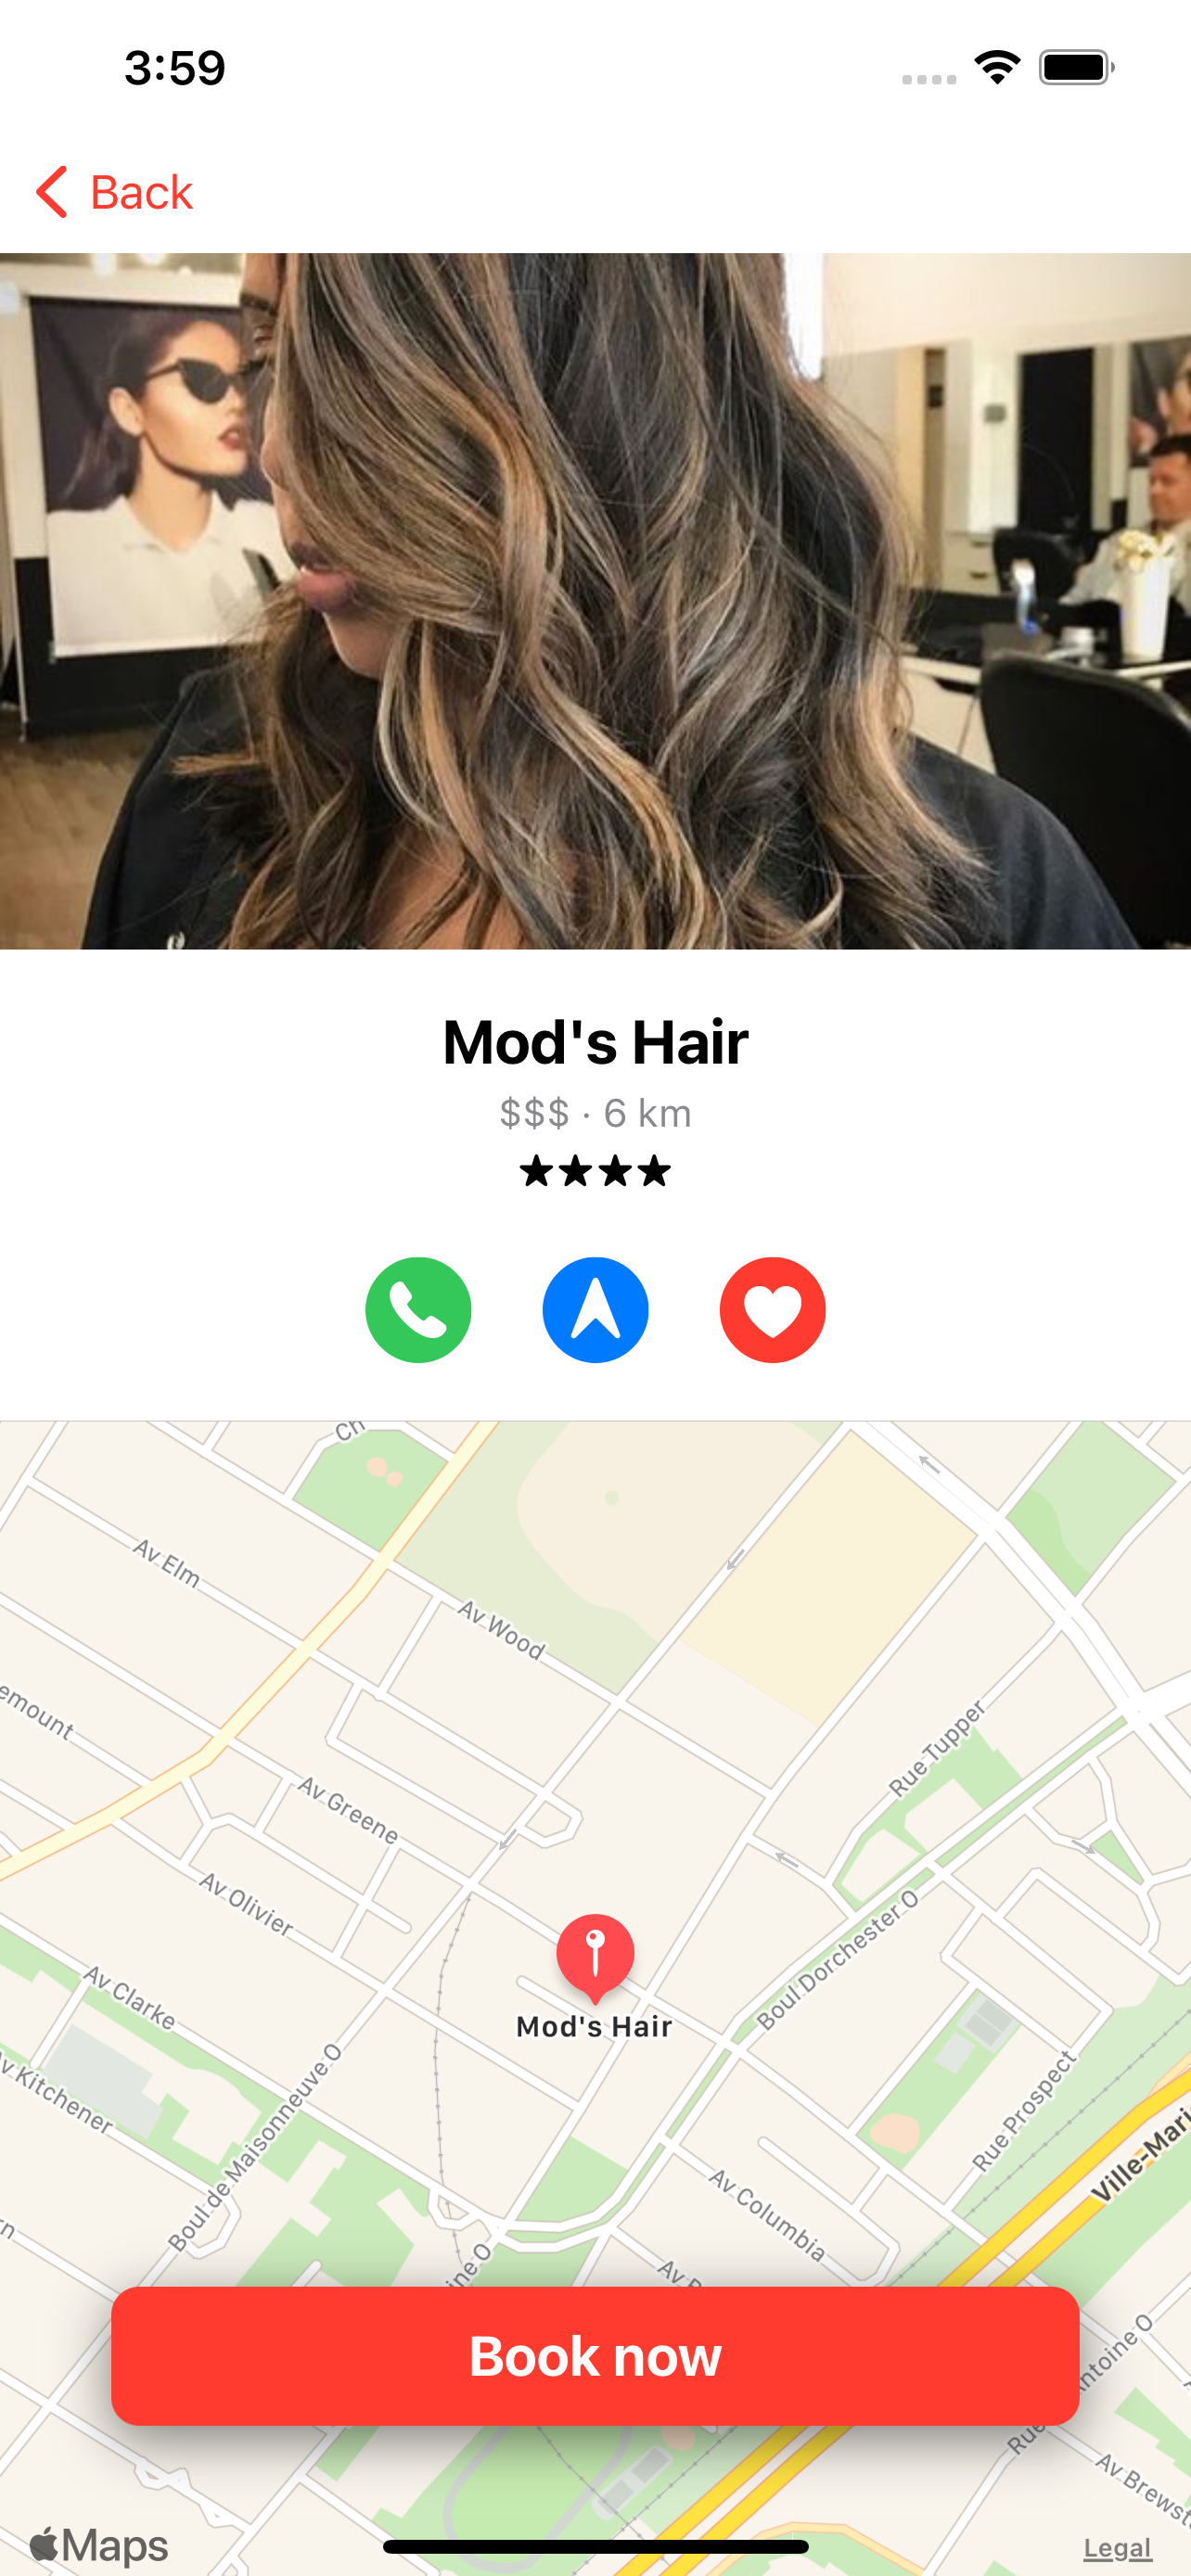 3:59
Back
Mod's Hair
$$$ · 6 km
★★★★
Ch
Av Elm
Av Wood
emount
Rue Tupper
Av Greene
Av Olivier
Boul Dorchester O
Av Clarke
Mod's Hair
Av Kitchener
Boul de Maisonneuve O
Rue Prospect
Ville-Mari
Av Columbia
ine O
Av
Book now
Rue
ntoine O
Av Brewst
Maps
Legal